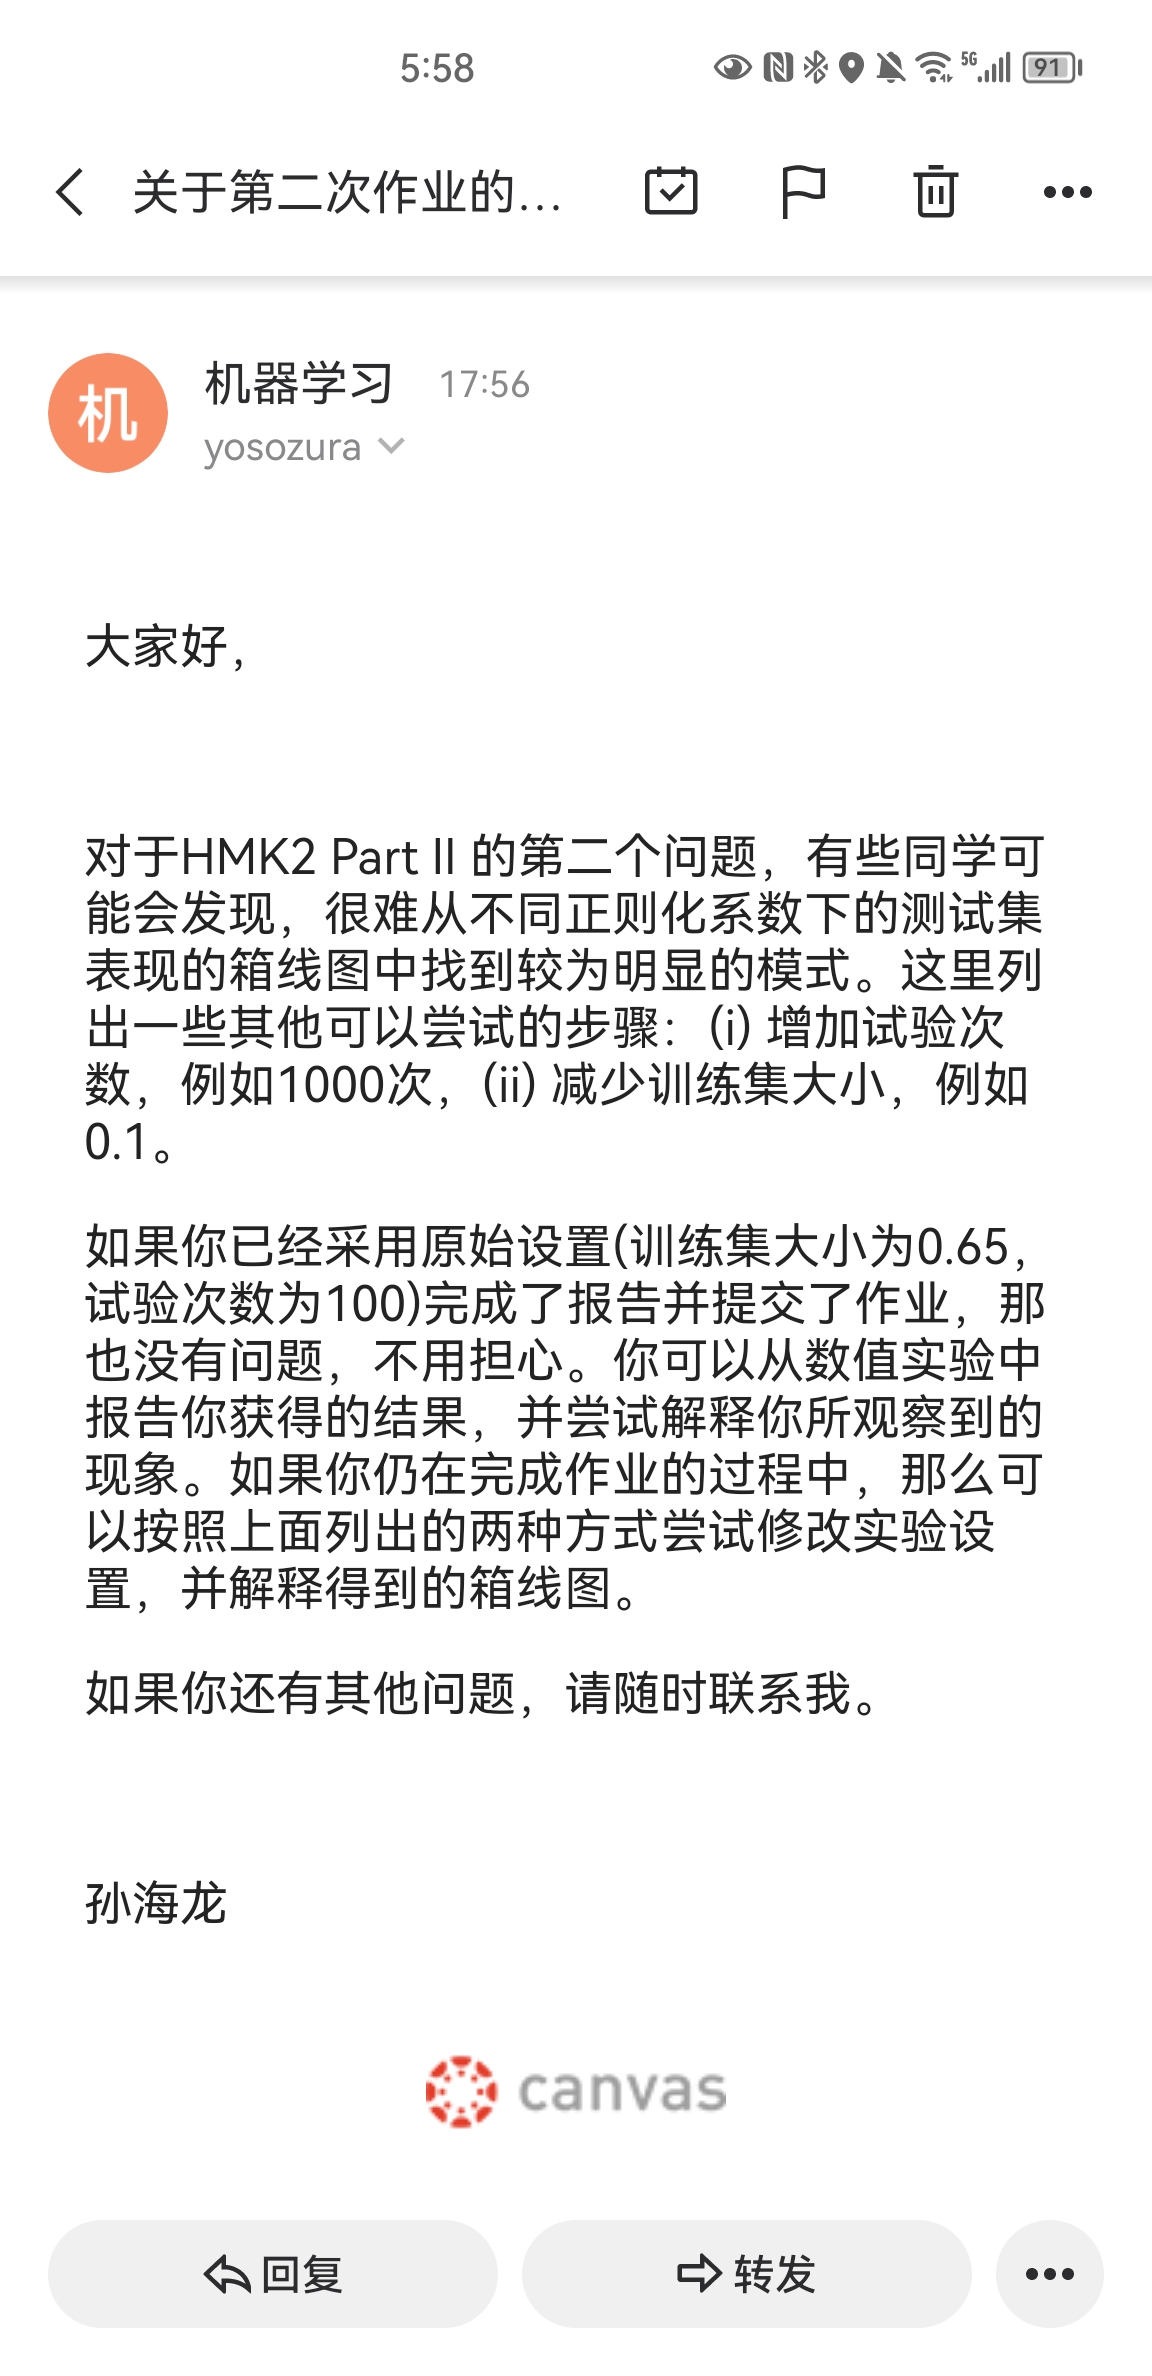 5:58
5G
91
关于第二次作业的...
机
机器学习 17:56
yosozura
大家好，
对于HMK2 Part II 的第二个问题，有些同学可
能会发现，很难从不同正则化系数下的测试集
表现的箱线图中找到较为明显的模式。这里列
出一些其他可以尝试的步骤：(i) 增加试验次
数，例如1000次，(ii) 减少训练集大小，例如
0.1。
如果你已经采用原始设置(训练集大小为0.65，
试验次数为100)完成了报告并提交了作业，那
也没有问题，不用担心。你可以从数值实验中
报告你获得的结果，并尝试解释你所观察到的
现象。如果你仍在完成作业的过程中，那么可
以按照上面列出的两种方式尝试修改实验设
置，并解释得到的箱线图。
如果你还有其他问题，请随时联系我。
孙海龙
canvas
回复
转发